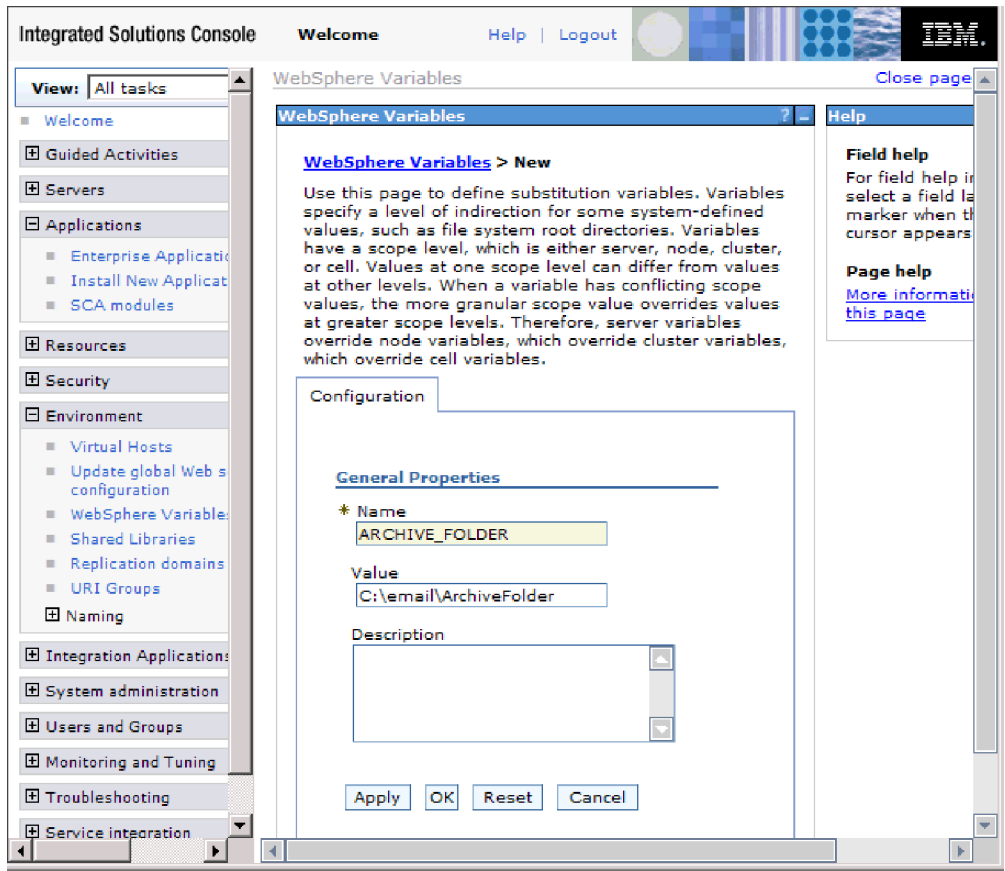 Integrated Solutions Console
Welcome
Help | Logout
IBM.
View: All tasks
Welcome
Guided Activities
Servers
Applications
Enterprise Applicatio
Install New Applicat
SCA modules
Resources
Security
Environment
Virtual Hosts
Update global Web s
configuration
WebSphere Variables
Shared Libraries
Replication domains
URI Groups
Naming
Integration Applications
System administration
Users and Groups
Monitoring and Tuning
Troubleshooting
Service integration
WebSphere Variables
Close page
WebSphere Variables
? -
WebSphere Variables > New
Use this page to define substitution variables. Variables
specify a level of indirection for some system-defined
values, such as file system root directories. Variables
have a scope level, which is either server, node, cluster,
or cell. Values at one scope level can differ from values
at other levels. When a variable has conflicting scope
values, the more granular scope value overrides values
at greater scope levels. Therefore, server variables
override node variables, which override cluster variables,
which override cell variables.
Configuration
General Properties
* Name
ARCHIVE_FOLDER
Value
C:\email\ArchiveFolder
Description
Apply OK Reset Cancel
Help
Field help
For field help in
select a field la
marker when th
cursor appears
Page help
More informati
this page